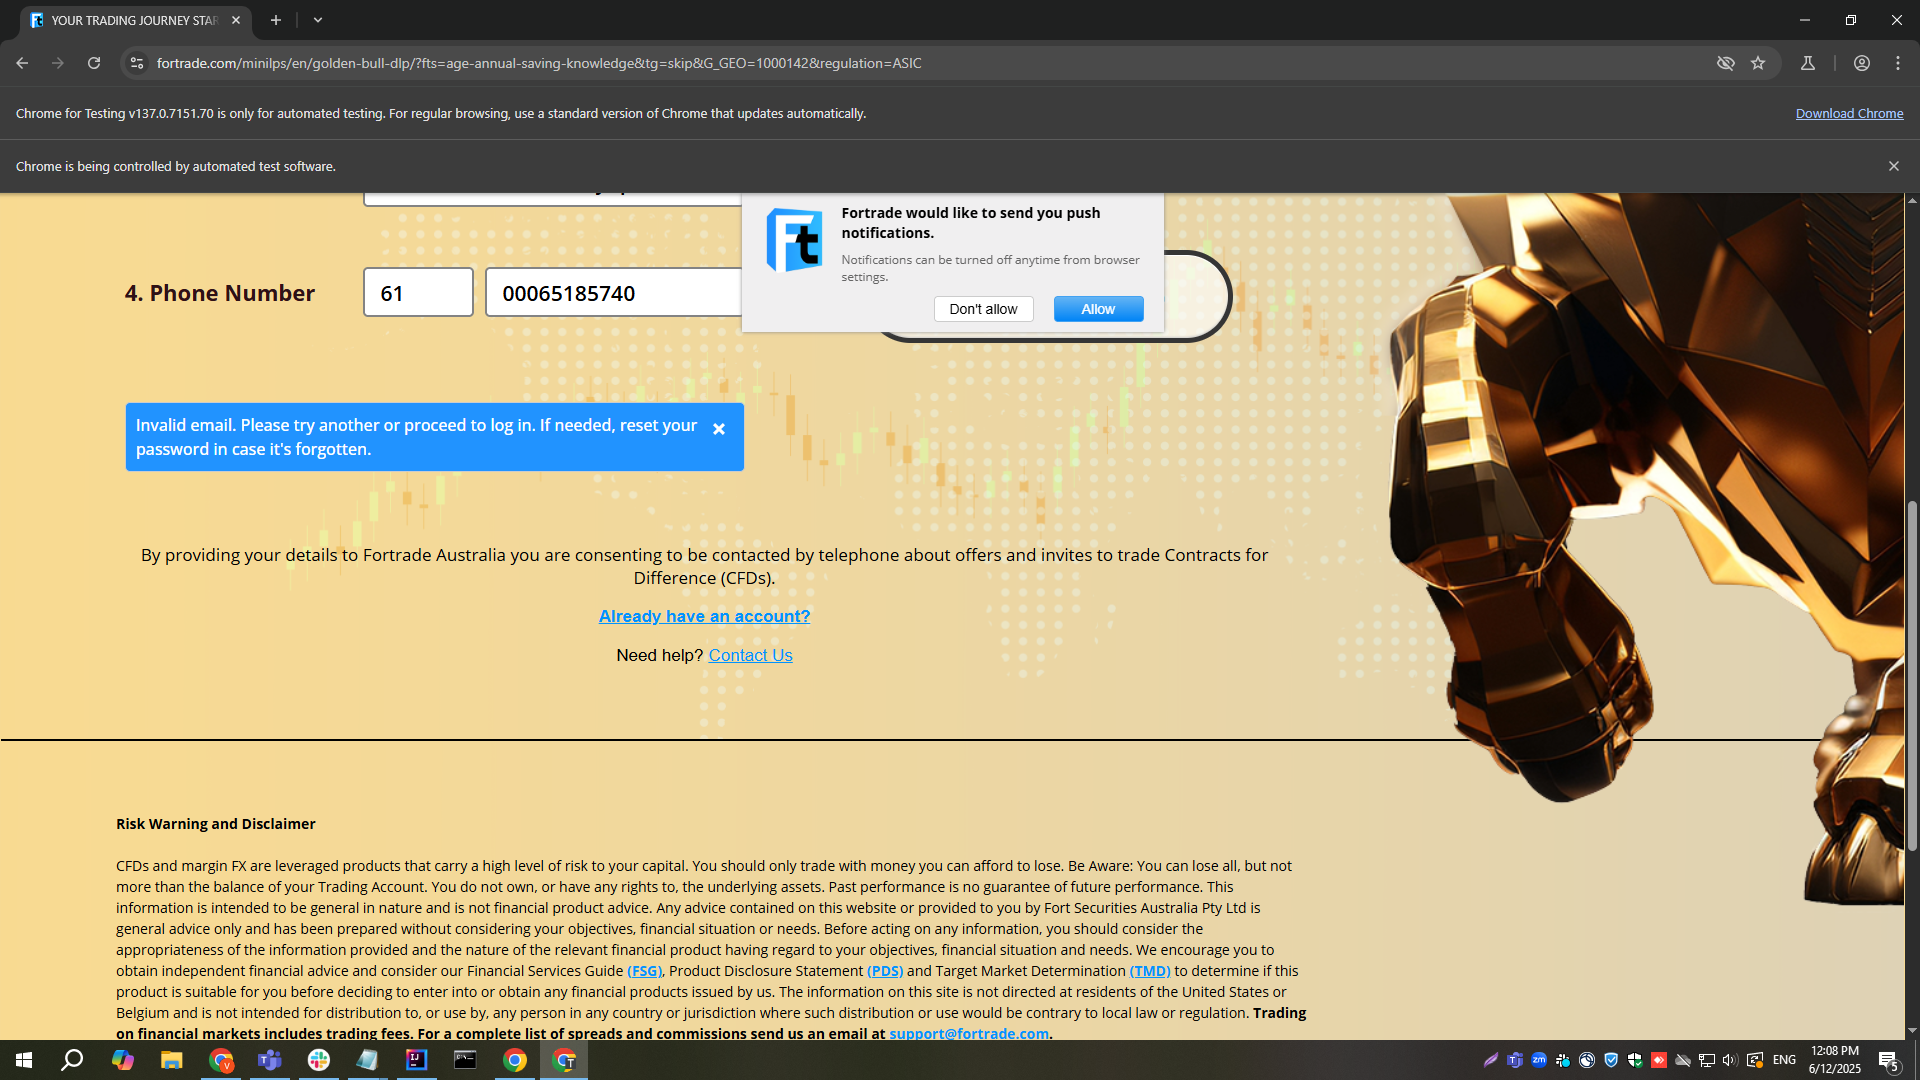 YOUR TRADING JOURNEY STAR
fortrade.com/minilps/en/golden-bull-dlp/?fts=age-annual-saving-knowledge&tg=skip&G_GEO=1000142&regulation=ASIC
Chrome for Testing v137.0.7151.70 is only for automated testing. For regular browsing, use a standard version of Chrome that updates automatically.
Download Chrome
Chrome is being controlled by automated test software.
Ft
Fortrade would like to send you push
notifications.
Notifications can be turned off anytime from browser
settings.
Don't allow
Allow
4. Phone Number
61
00065185740
Invalid email. Please try another or proceed to log in. If needed, reset your
password in case it's forgotten.
By providing your details to Fortrade Australia you are consenting to be contacted by telephone about offers and invites to trade Contracts for
Difference (CFDs).
Already have an account?
Need help? Contact Us
Risk Warning and Disclaimer
CFDs and margin FX are leveraged products that carry a high level of risk to your capital. You should only trade with money you can afford to lose. Be Aware: You can lose all, but not
more than the balance of your Trading Account. You do not own, or have any rights to, the underlying assets. Past performance is no guarantee of future performance. This
information is intended to be general in nature and is not financial product advice. Any advice contained on this website or provided to you by Fort Securities Australia Pty Ltd is
general advice only and has been prepared without considering your objectives, financial situation or needs. Before acting on any information, you should consider the
appropriateness of the information provided and the nature of the relevant financial product having regard to your objectives, financial situation and needs. We encourage you to
obtain independent financial advice and consider our Financial Services Guide (FSG), Product Disclosure Statement (PDS) and Target Market Determination (TMD) to determine if this
product is suitable for you before deciding to enter into or obtain any financial products issued by us. The information on this site is not directed at residents of the United States or
Belgium and is not intended for distribution to, or use by, any person in any country or jurisdiction where such distribution or use would be contrary to local law or regulation. Trading
on financial markets includes trading fees. For a complete list of spreads and commissions send us an email at support@fortrade.com.
ENG
12:08 PM
6/12/2025
5